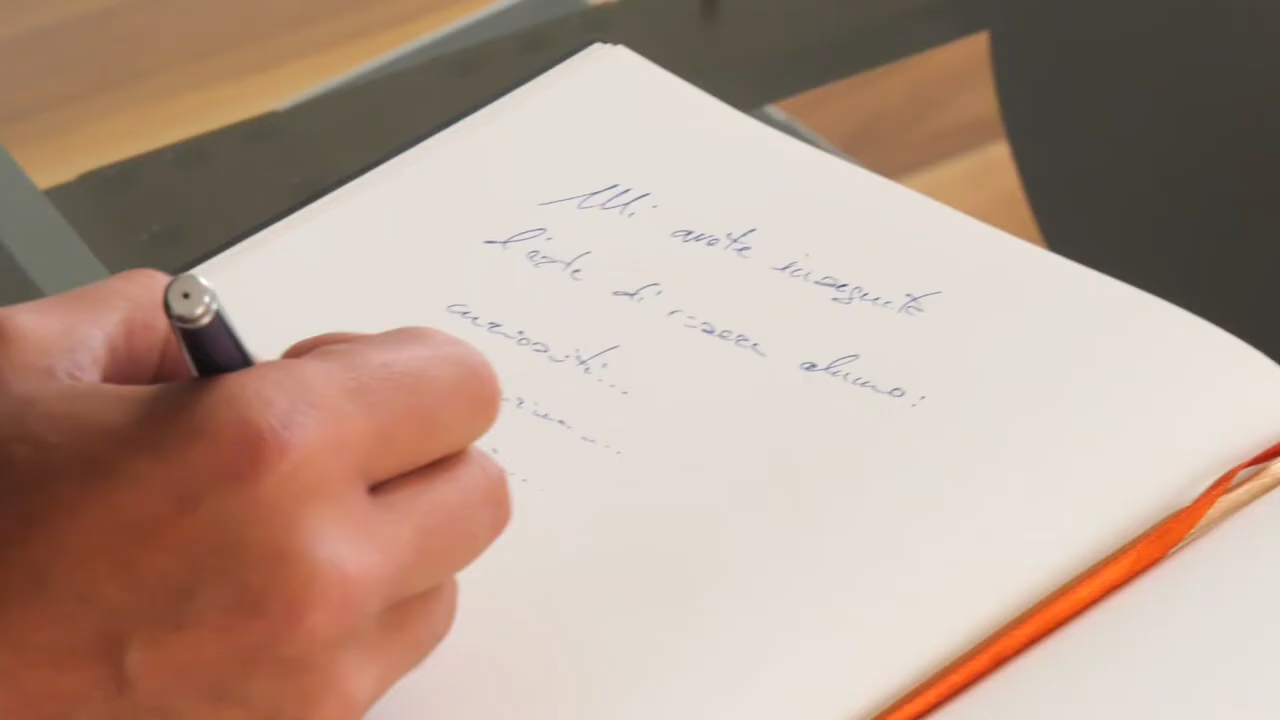 Mi avete insegnato
l'arte di essere alunno:
curiosità...
...
...